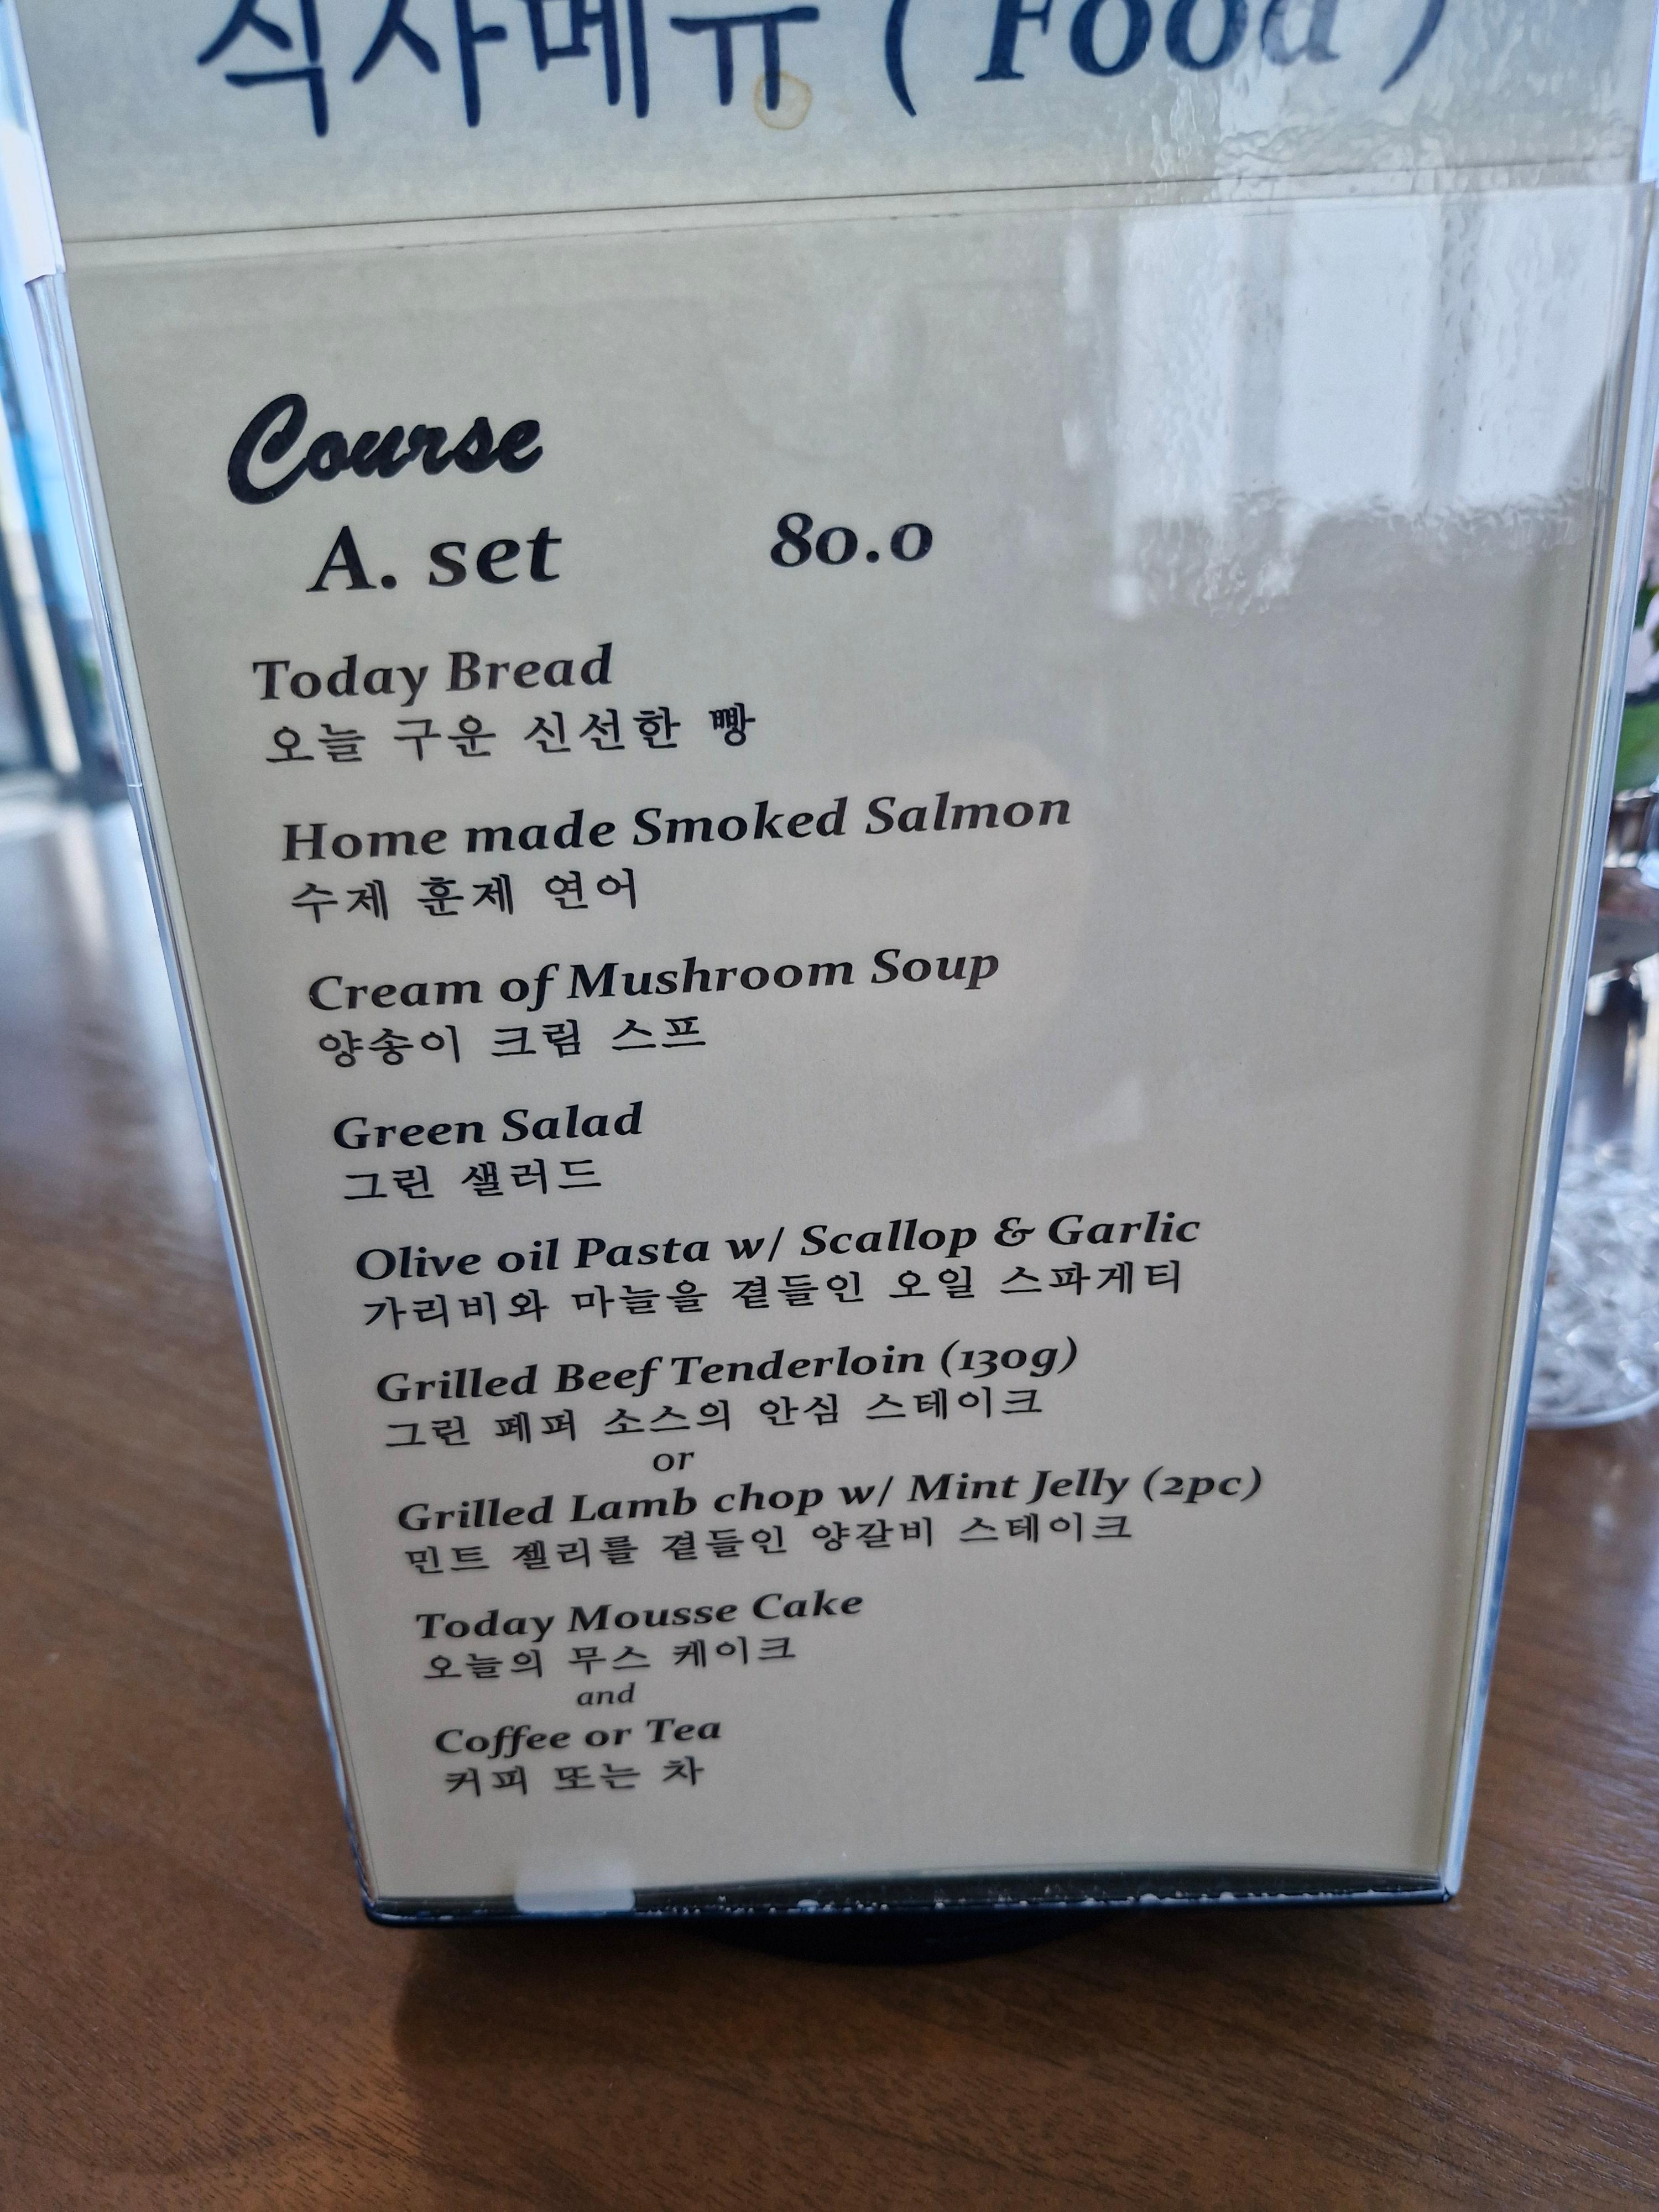 식사메뉴 ( Food )
Course
A. set 80.0
Today Bread
오늘 구운 신선한 빵
Home made Smoked Salmon
수제 훈제 연어
Cream of Mushroom Soup
양송이 크림 스프
Green Salad
그린 샐러드
Olive oil Pasta w/ Scallop & Garlic
가리비와 마늘을 곁들인 오일 스파게티
Grilled Beef Tenderloin (130g)
그린 페퍼 소스의 안심 스테이크
or
Grilled Lamb chop w/ Mint Jelly (2pc)
민트 젤리를 곁들인 양갈비 스테이크
Today Mousse Cake
오늘의 무스 케이크
and
Coffee or Tea
커피 또는 차